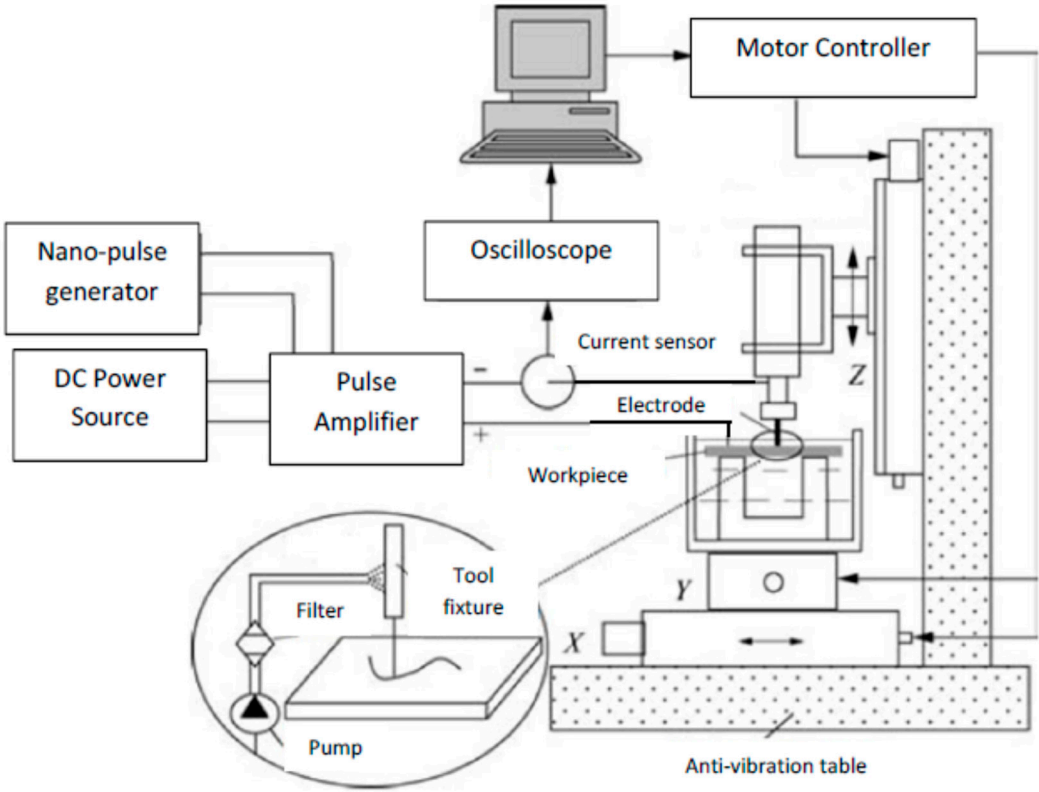 Motor Controller
Nano-pulse
generator
Oscilloscope
Current sensor
DC Power
Source
Pulse
Amplifier
-
+
Electrode
Workpiece
Z
Y
X
Tool
fixture
Filter
Pump
Anti-vibration table